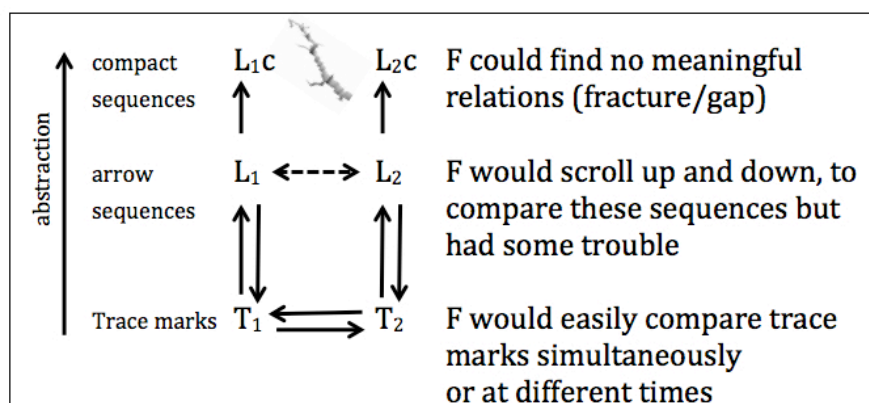 compact sequences
L₁c
L₂c
F could find no meaningful
relations (fracture/gap)
abstraction
arrow sequences
L₁
L₂
F would scroll up and down, to
compare these sequences but
had some trouble
Trace marks
T₁
T₂
F would easily compare trace
marks simultaneously
or at different times